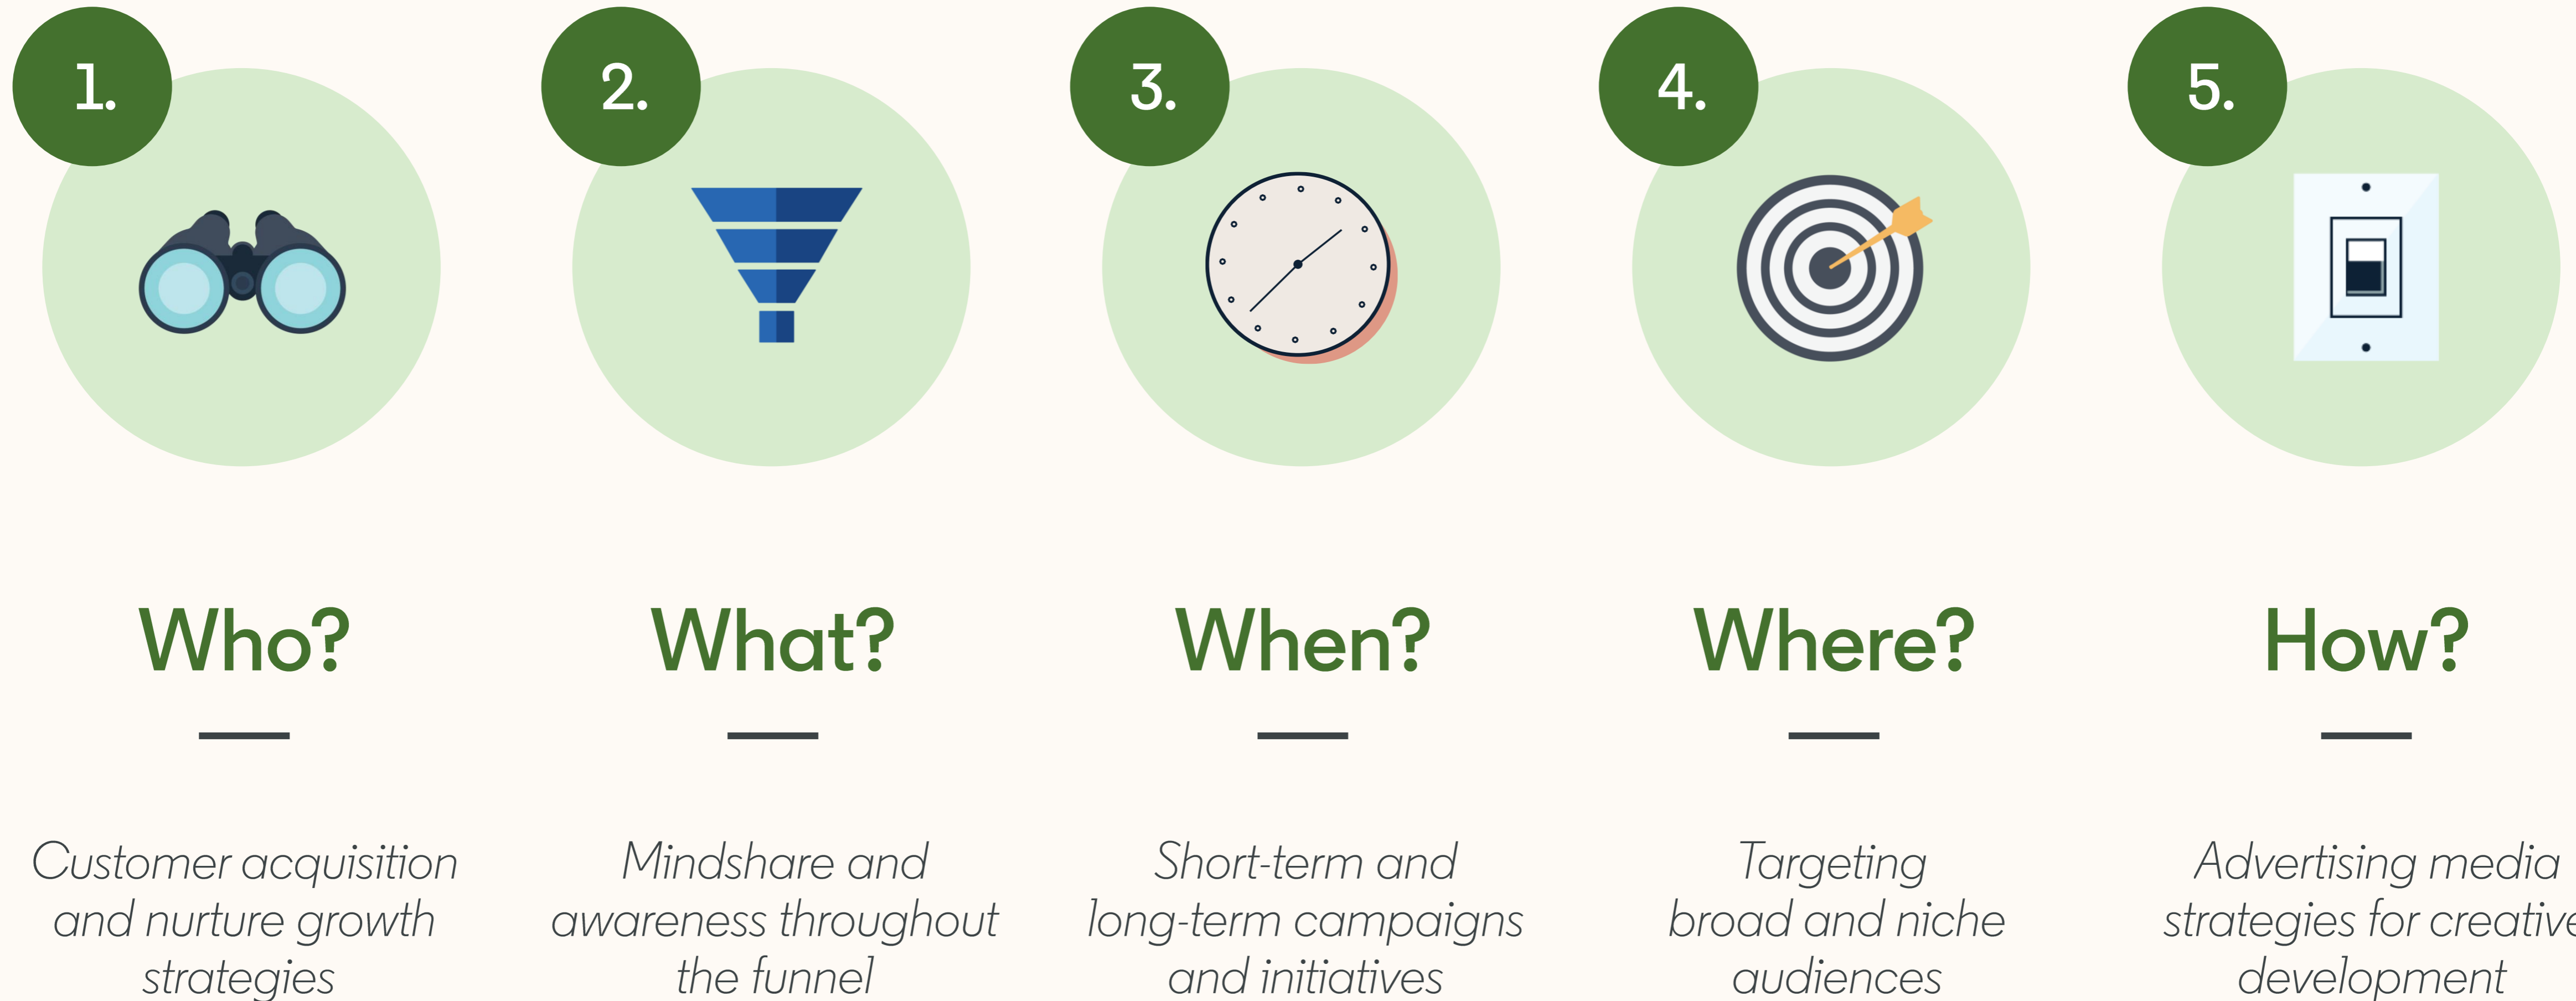 1.
2.
3.
4.
5.
Who?
What?
When?
Where?
How?
Customer acquisition
and nurture growth
strategies
Mindshare and
awareness throughout
the funnel
Short-term and
long-term campaigns
and initiatives
Targeting
broad and niche
audiences
Advertising media
strategies for creative
development